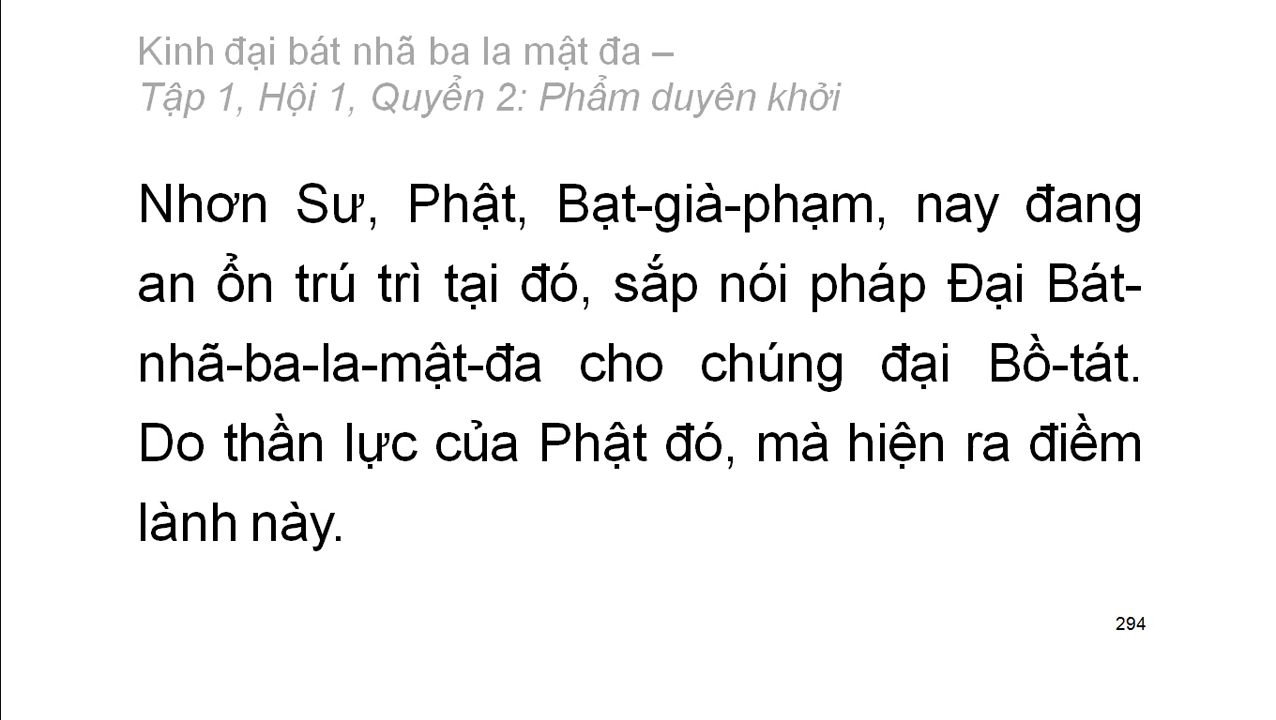 Kinh đại bát nhã ba la mật đa –
Tập 1, Hội 1, Quyển 2: Phẩm duyên khởi
Nhơn Sư, Phật, Bạt-già-phạm, nay đang
an ổn trú trì tại đó, sắp nói pháp Đại Bát-
nhã-ba-la-mật-đa cho chúng đại Bồ-tát.
Do thần lực của Phật đó, mà hiện ra điềm
lành này.
294